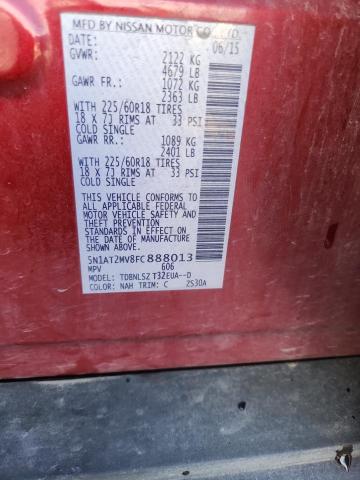 MFD BY NISSAN MOTOR CO., LTD.
DATE: 06/15
GVWR: 2122 KG
4679 LB
GAWR FR.: 1072 KG
2363 LB
WITH 225/60R18 TIRES
18 X 7J RIMS AT 33 PSI
COLD SINGLE
GAWR RR.: 1089 KG
2401 LB
WITH 225/60R18 TIRES
18 X 7J RIMS AT 33 PSI
COLD SINGLE
THIS VEHICLE CONFORMS TO
ALL APPLICABLE FEDERAL
MOTOR VEHICLE SAFETY, BUMPER
AND THEFT PREVENTION STANDARDS
IN EFFECT ON THE DATE OF MANUFACTURE
SHOWN ABOVE.
5N1AT2MV8FC888013
MPV 606
MODEL: TDBNLSZ T32EUA--D
COLOR: NAH TRIM: C ZS30A